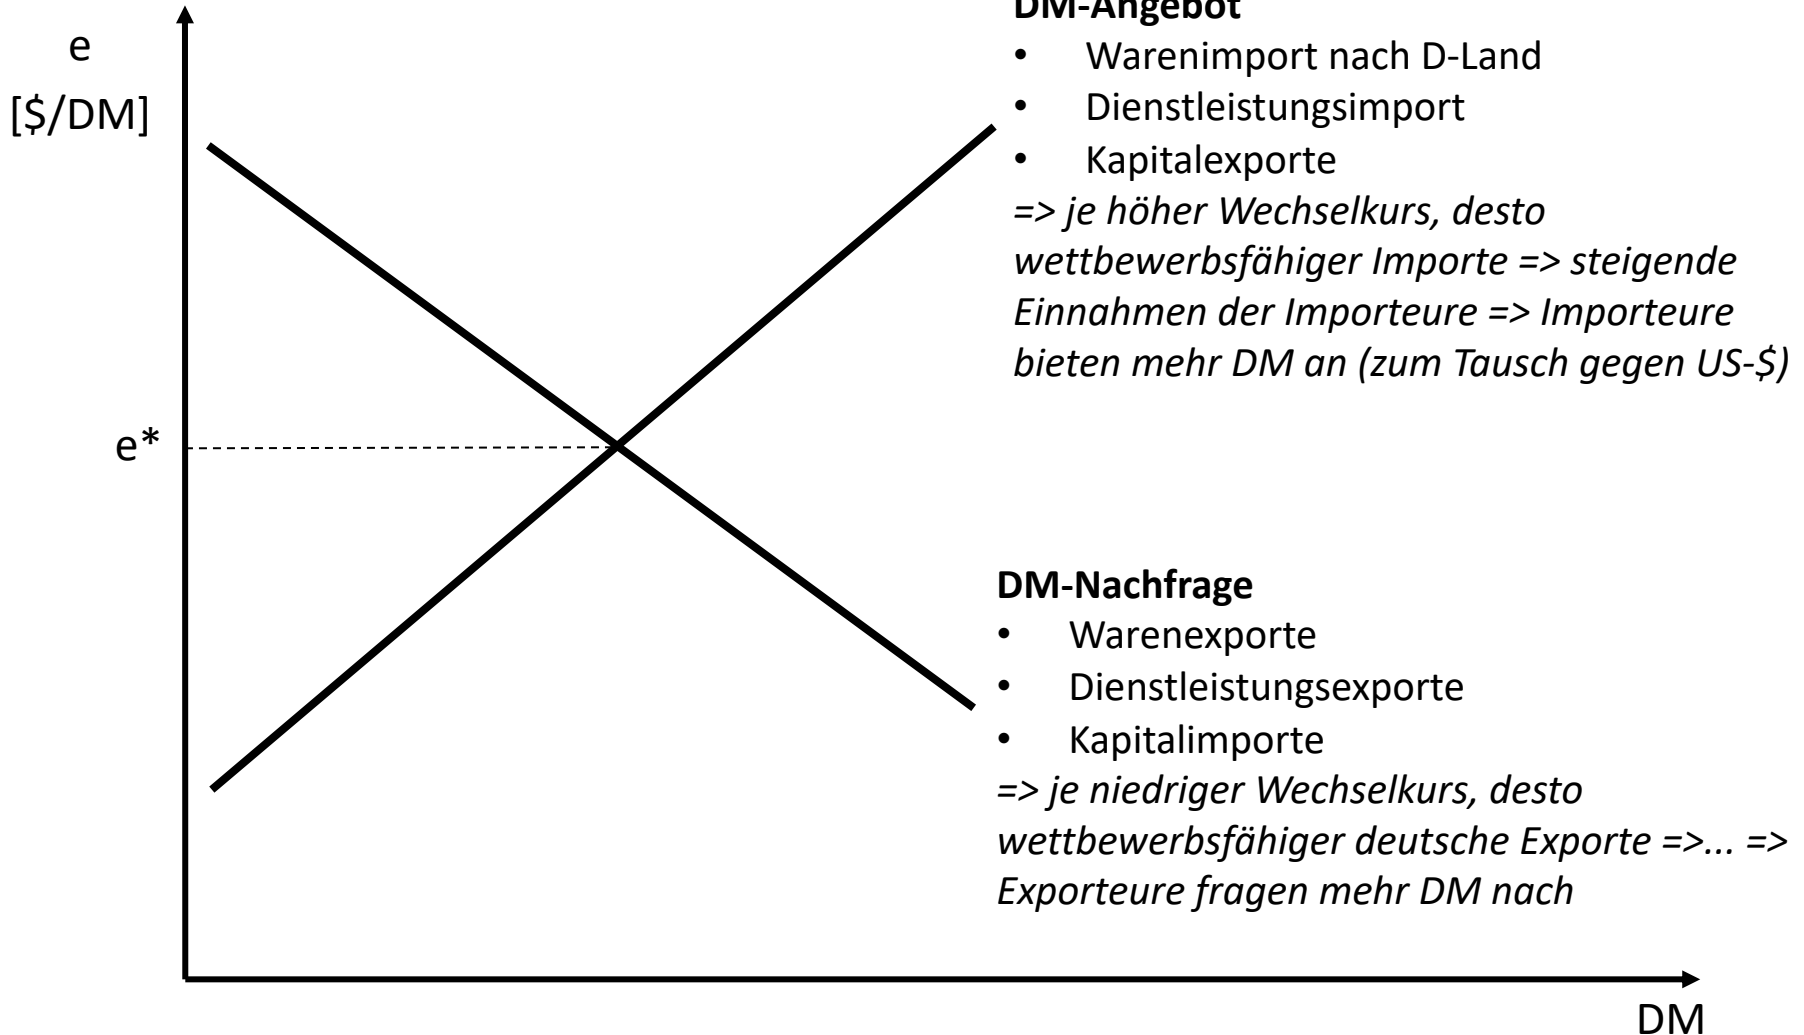 DM-Angebot
e
[$/DM]
• Warenimport nach D-Land
• Dienstleistungsimport
• Kapitalexporte
=> je höher Wechselkurs, desto
wettbewerbsfähiger Importe => steigende
Einnahmen der Importeure => Importeure
bieten mehr DM an (zum Tausch gegen US-$)
e*
DM-Nachfrage
• Warenexporte
• Dienstleistungsexporte
• Kapitalimporte
=> je niedriger Wechselkurs, desto
wettbewerbsfähiger deutsche Exporte =>... =>
Exporteure fragen mehr DM nach
DM